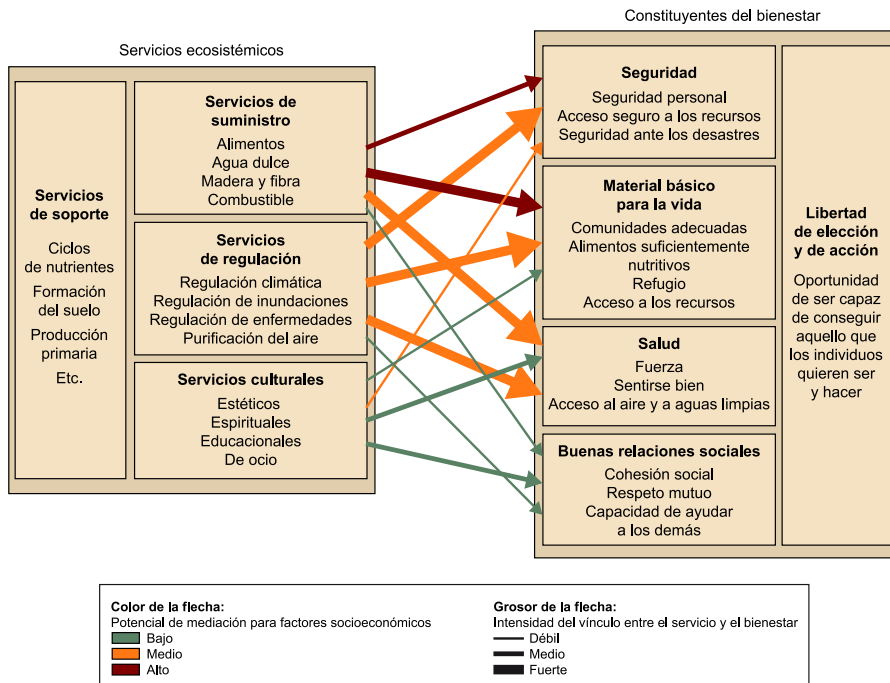 Servicios ecosistémicos
Servicios
de soporte
Ciclos
de nutrientes
Formación
del suelo
Producción
primaria
Etc.
Servicios de
suministro
Alimentos
Agua dulce
Madera y fibra
Combustible
Servicios
de regulación
Regulación climática
Regulación de inundaciones
Regulación de enfermedades
Purificación del aire
Servicios culturales
Estéticos
Espirituales
Educacionales
De ocio
Constituyentes del bienestar
Seguridad
Seguridad personal
Acceso seguro a los recursos
Seguridad ante los desastres
Material básico
para la vida
Comunidades adecuadas
Alimentos suficientemente
nutritivos
Refugio
Acceso a los recursos
Salud
Fuerza
Sentirse bien
Acceso al aire y a aguas limpias
Buenas relaciones sociales
Cohesión social
Respeto mutuo
Capacidad de ayudar
a los demás
Libertad
de elección
y de acción
Oportunidad
de ser capaz
de conseguir
aquello que
los individuos
quieren ser
y hacer
Color de la flecha:
Potencial de mediación para factores socioeconómicos
Bajo
Medio
Alto
Grosor de la flecha:
Intensidad del vínculo entre el servicio y el bienestar
Débil
Medio
Fuerte